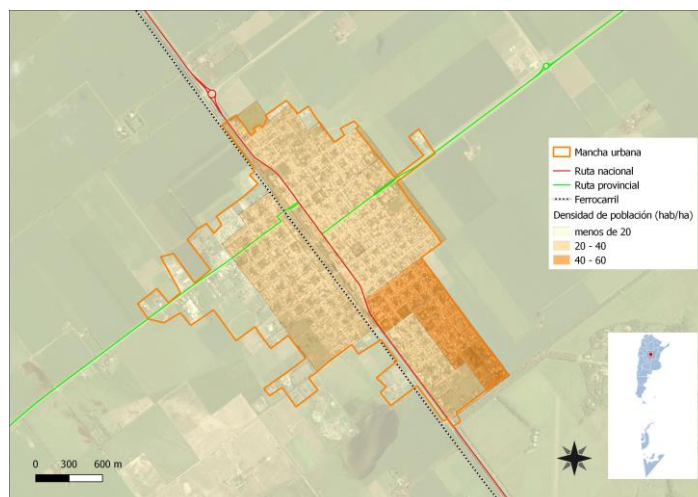 Mancha urbana
Ruta nacional
Ruta provincial
Ferrocarril
Densidad de población (hab/ha)
menos de 20
20 - 40
40 - 60
0 300 600 m